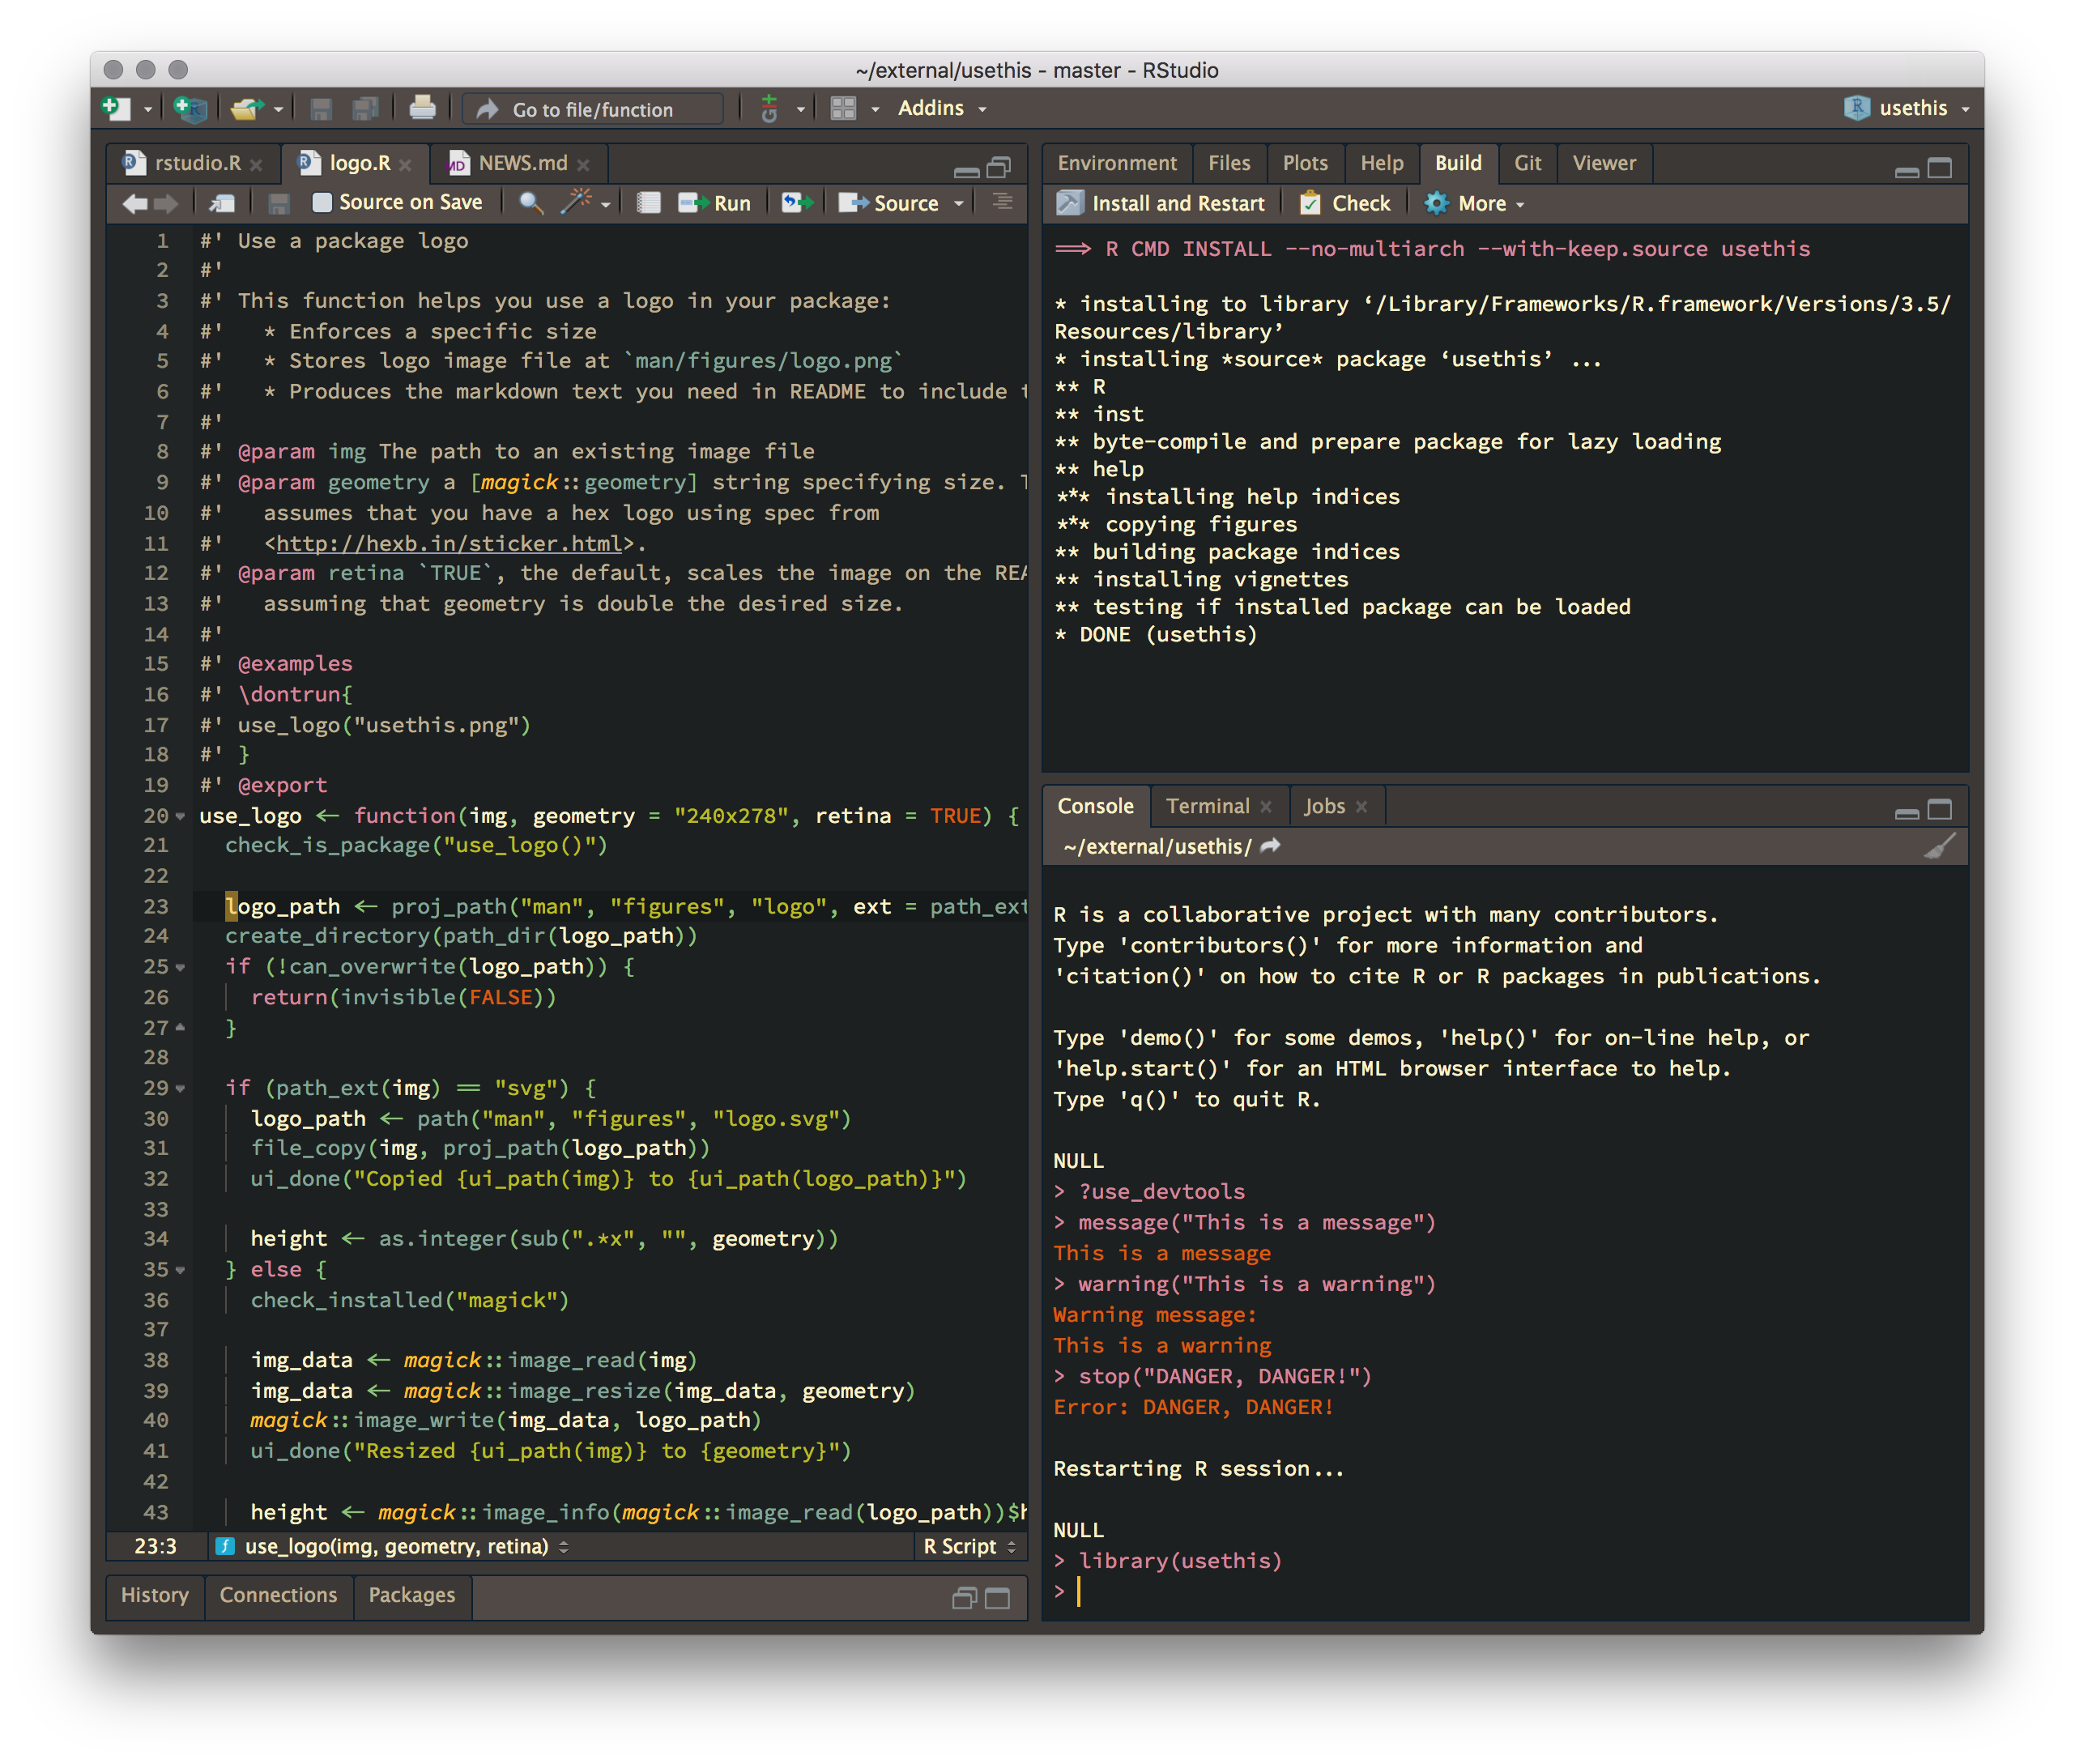 ~/external/usethis - master - RStudio
Go to file/function
Addins
usethis
rstudio.R
logo.R
NEWS.md
Source on Save
Run
Source
1 #' Use a package logo
2 #'
3 #' This function helps you use a logo in your package:
4 #'   * Enforces a specific size
5 #'   * Stores logo image file at `man/figures/logo.png`
6 #'   * Produces the markdown text you need in README to include
7 #'
8 #' @param img The path to an existing image file
9 #' @param geometry a [magick::geometry] string specifying size.
10 #'   assumes that you have a hex logo using spec from
11 #'   <http://hexb.in/sticker.html>.
12 #' @param retina `TRUE`, the default, scales the image on the
13 #'   assuming that geometry is double the desired size.
14 #'
15 #' @examples
16 #' \dontrun{
17 #' use_logo("usethis.png")
18 #' }
19 #' @export
20 use_logo <- function(img, geometry = "240x278", retina = TRUE) {
21   check_is_package("use_logo()")
22
23   logo_path <- proj_path("man", "figures", "logo", ext = path_ext
24   create_directory(path_dir(logo_path))
25   if (!can_overwrite(logo_path)) {
26     return(invisible(FALSE))
27   }
28
29   if (path_ext(img) == "svg") {
30     logo_path <- path("man", "figures", "logo.svg")
31     file_copy(img, proj_path(logo_path))
32     ui_done("Copied {ui_path(img)} to {ui_path(logo_path)}")
33
34     height <- as.integer(sub(".*x", "", geometry))
35   } else {
36     check_installed("magick")
37
38     img_data <- magick::image_read(img)
39     img_data <- magick::image_resize(img_data, geometry)
40     magick::image_write(img_data, logo_path)
41     ui_done("Resized {ui_path(img)} to {geometry}")
42
43     height <- magick::image_info(magick::image_read(logo_path))$h
23:3
use_logo(img, geometry, retina)
R Script
History
Connections
Packages
Environment
Files
Plots
Help
Build
Git
Viewer
Install and Restart
Check
More
==> R CMD INSTALL --no-multiarch --with-keep.source usethis
* installing to library ‘/Library/Frameworks/R.framework/Versions/3.5/
Resources/library’
* installing *source* package ‘usethis’ ...
** R
** inst
** byte-compile and prepare package for lazy loading
** help
*** installing help indices
*** copying figures
** building package indices
** installing vignettes
** testing if installed package can be loaded
* DONE (usethis)
Console
Terminal
Jobs
~/external/usethis/
R is a collaborative project with many contributors.
Type 'contributors()' for more information and
'citation()' on how to cite R or R packages in publications.
Type 'demo()' for some demos, 'help()' for on-line help, or
'help.start()' for an HTML browser interface to help.
Type 'q()' to quit R.
NULL
> ?use_devtools
> message("This is a message")
This is a message
> warning("This is a warning")
Warning message:
This is a warning
> stop("DANGER, DANGER!")
Error: DANGER, DANGER!
Restarting R session...
NULL
> library(usethis)
>